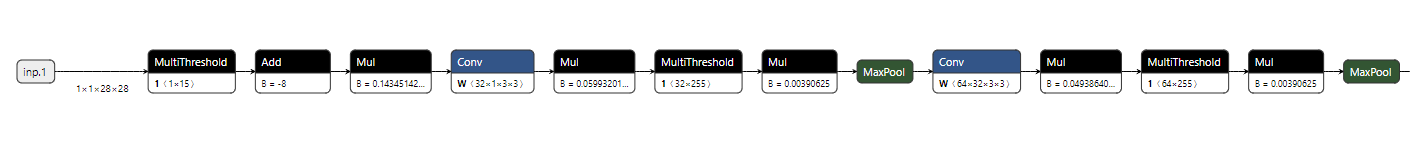 inp.1
1×1×28×28
MultiThreshold
1 (1×15)
Add
B = -8
Mul
B = 0.14345142...
Conv
W (32×1×3×3)
Mul
B = 0.05993201...
MultiThreshold
1 (32×255)
Mul
B = 0.00390625
MaxPool
Conv
W (64×32×3×3)
Mul
B = 0.04938640...
MultiThreshold
1 (64×255)
Mul
B = 0.00390625
MaxPool